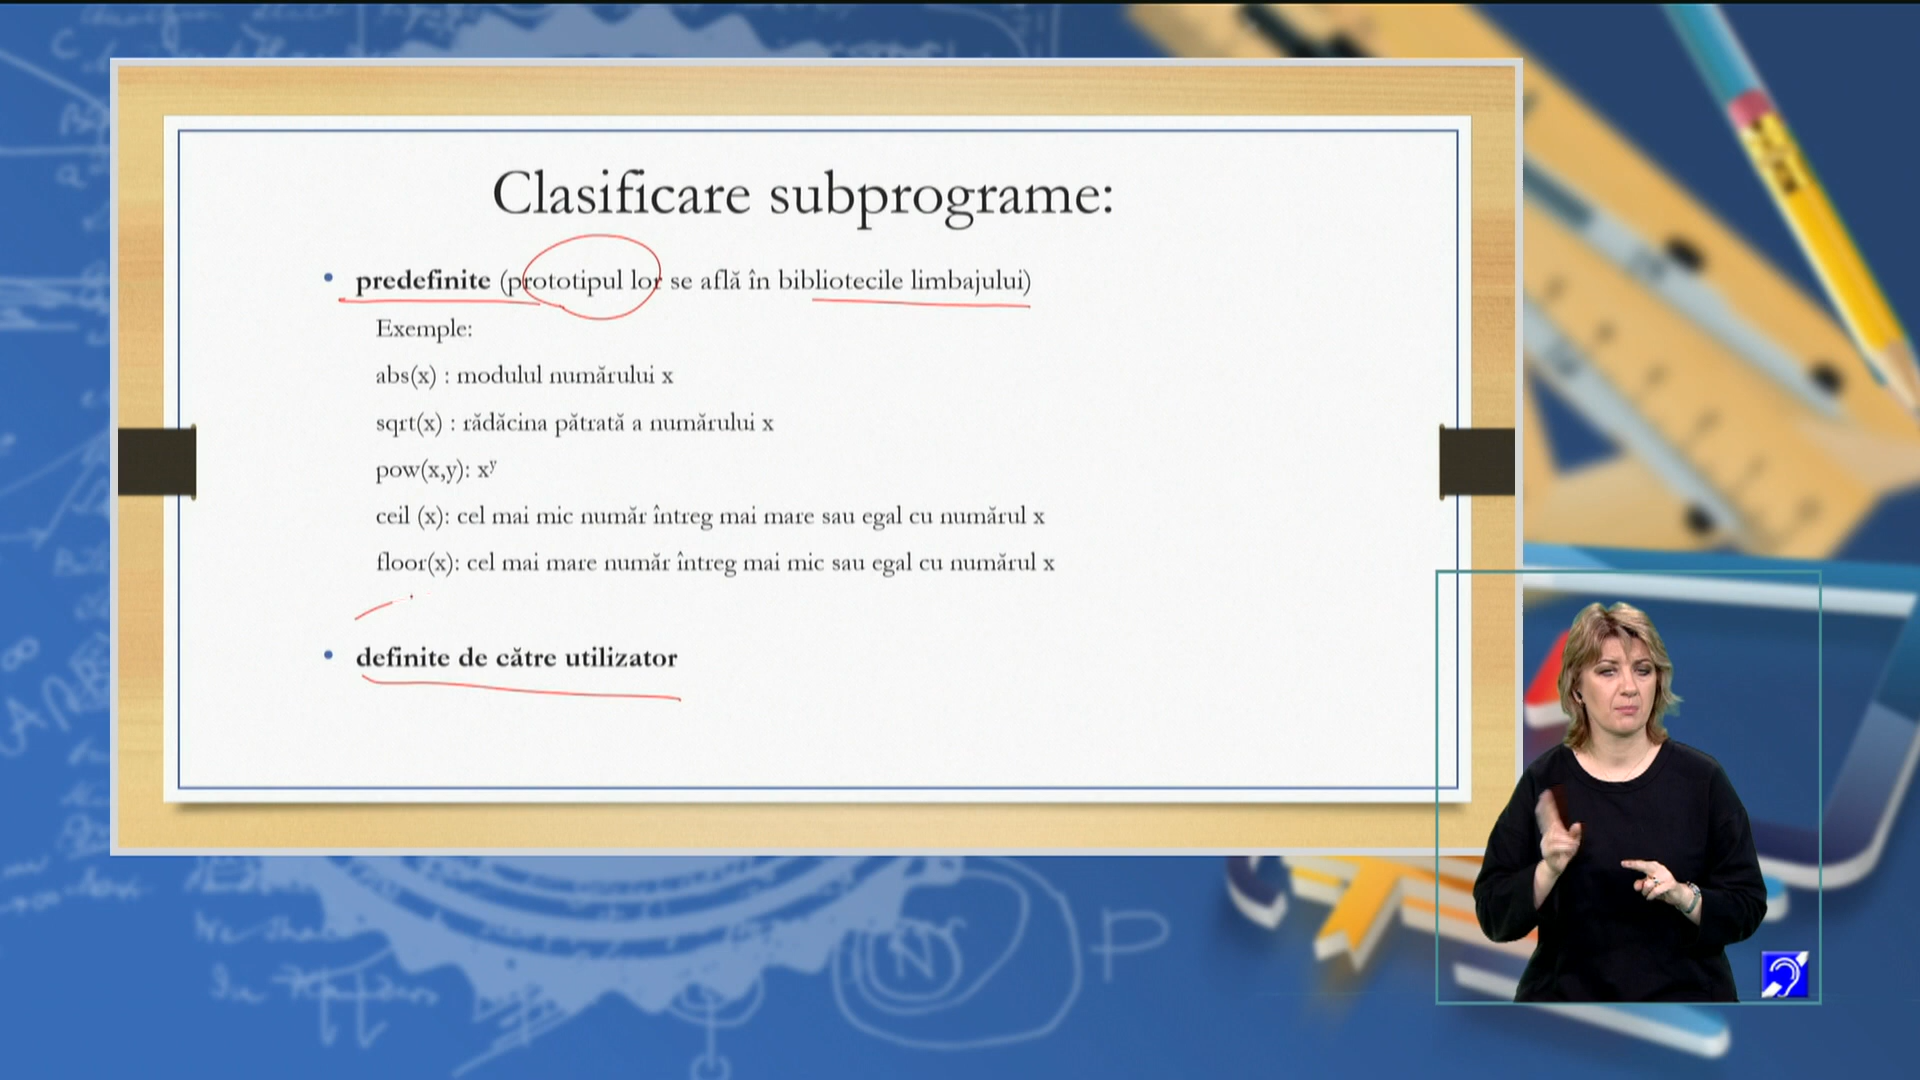 Clasificare subprograme:
• predefinite (prototipul lor se află în bibliotecile limbajului)
Exemple:
abs(x) : modulul numărului x
sqrt(x) : rădăcina pătrată a numărului x
pow(x,y): xʸ
ceil (x): cel mai mic număr întreg mai mare sau egal cu numărul x
floor(x): cel mai mare număr întreg mai mic sau egal cu numărul x
• definite de către utilizator
N
P